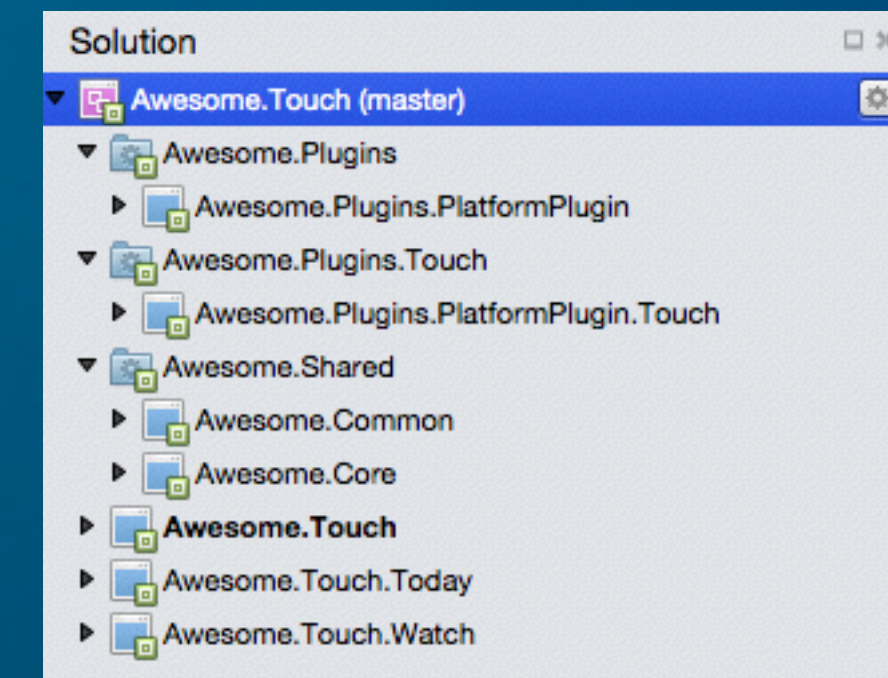 Solution
Awesome.Touch (master)
Awesome.Plugins
Awesome.Plugins.PlatformPlugin
Awesome.Plugins.Touch
Awesome.Plugins.PlatformPlugin.Touch
Awesome.Shared
Awesome.Common
Awesome.Core
Awesome.Touch
Awesome.Touch.Today
Awesome.Touch.Watch